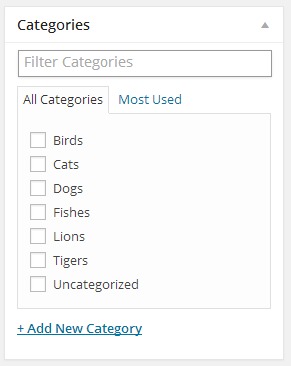 Categories
Filter Categories
All Categories Most Used
Birds
Cats
Dogs
Fishes
Lions
Tigers
Uncategorized
+ Add New Category